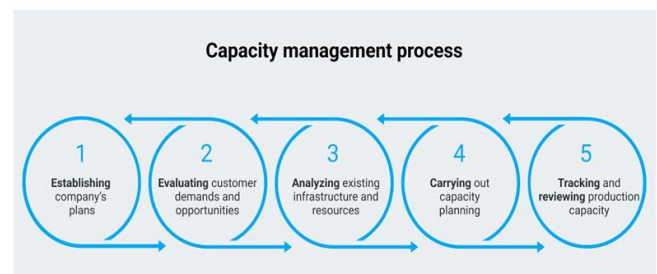 Capacity management process
1
Establishing
company's
plans
2
Evaluating customer
demands and
opportunities
3
Analyzing existing
infrastructure and
resources
4
Carrying out
capacity
planning
5
Tracking and
reviewing production
capacity